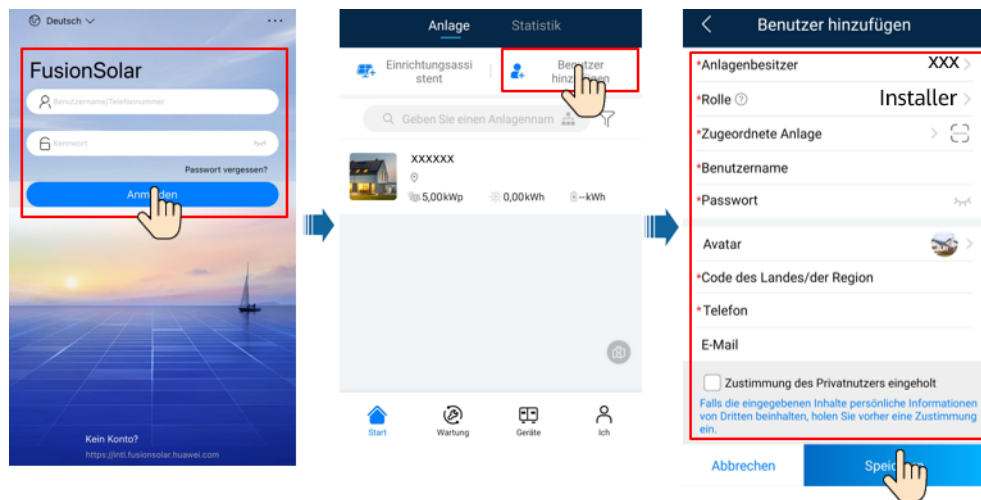 Deutsch
FusionSolar
Benutzername/Telefonnummer
Kennwort
Passwort vergessen?
Anmelden
Kein Konto?
https://intl.fusionsolar.huawei.com
Anlage Statistik
Einrichtungsassi
stent
Benutzer
hinzufügen
Geben Sie einen Anlagennam
XXXXXX
5,00kWp 0,00kWh --kWh
Start Wartung Geräte Ich
Benutzer hinzufügen
*Anlagenbesitzer XXX
*Rolle Installer
*Zugeordnete Anlage
*Benutzername
*Passwort
Avatar
*Code des Landes/der Region
*Telefon
E-Mail
Zustimmung des Privatnutzers eingeholt
Falls die eingegebenen Inhalte persönliche Informationen
von Dritten beinhalten, holen Sie vorher eine Zustimmung
ein.
Abbrechen Speichern